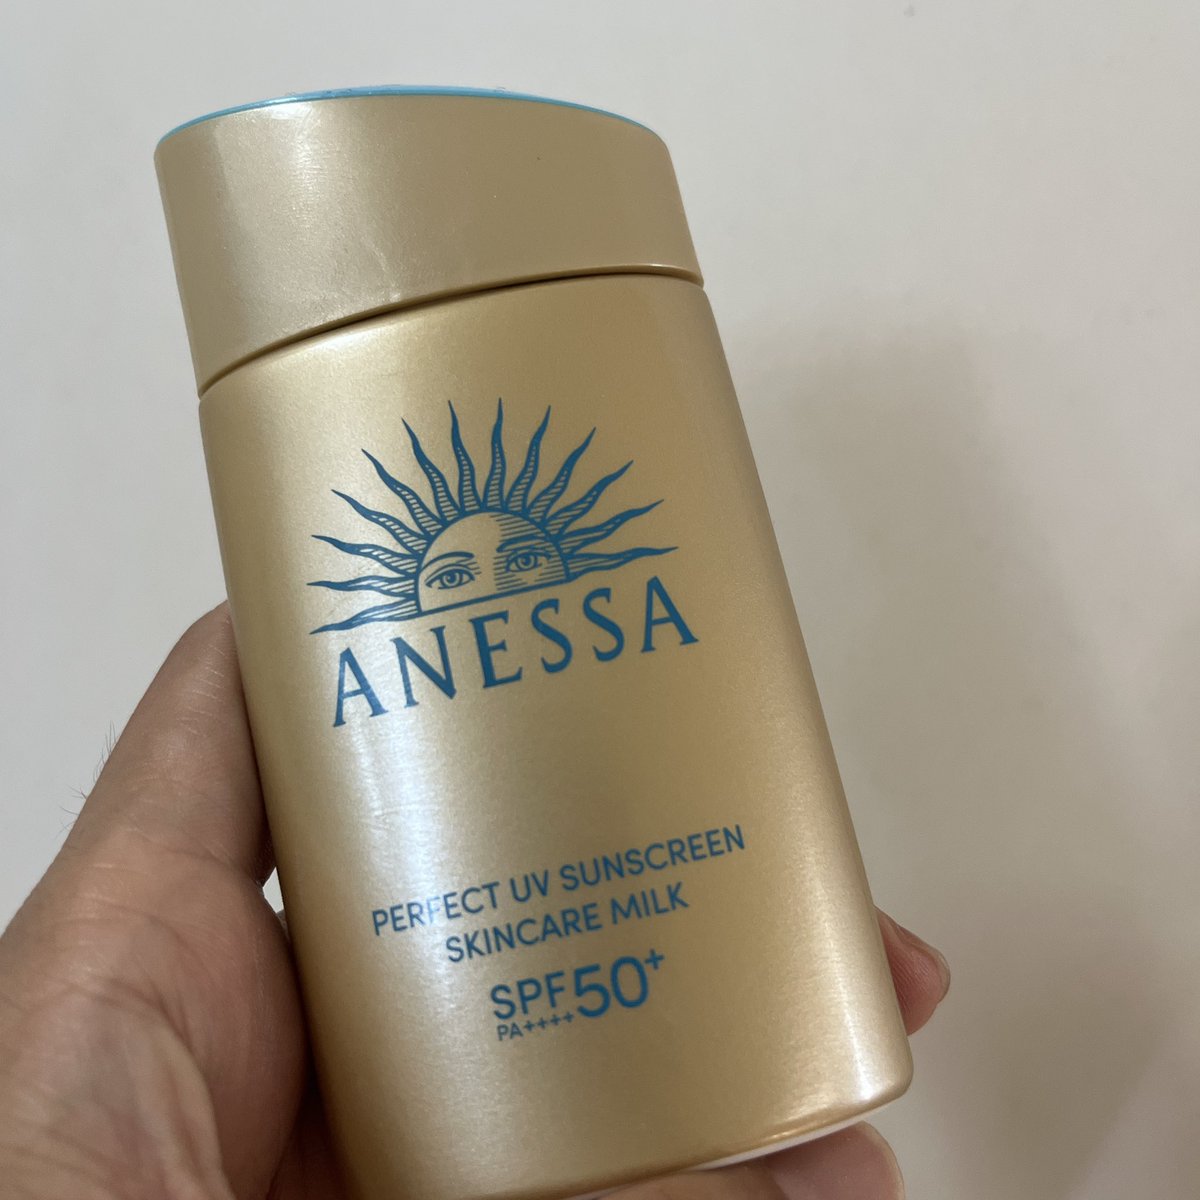 ANESSA
PERFECT UV SUNSCREEN
SKINCARE MILK
SPF50+
PA++++